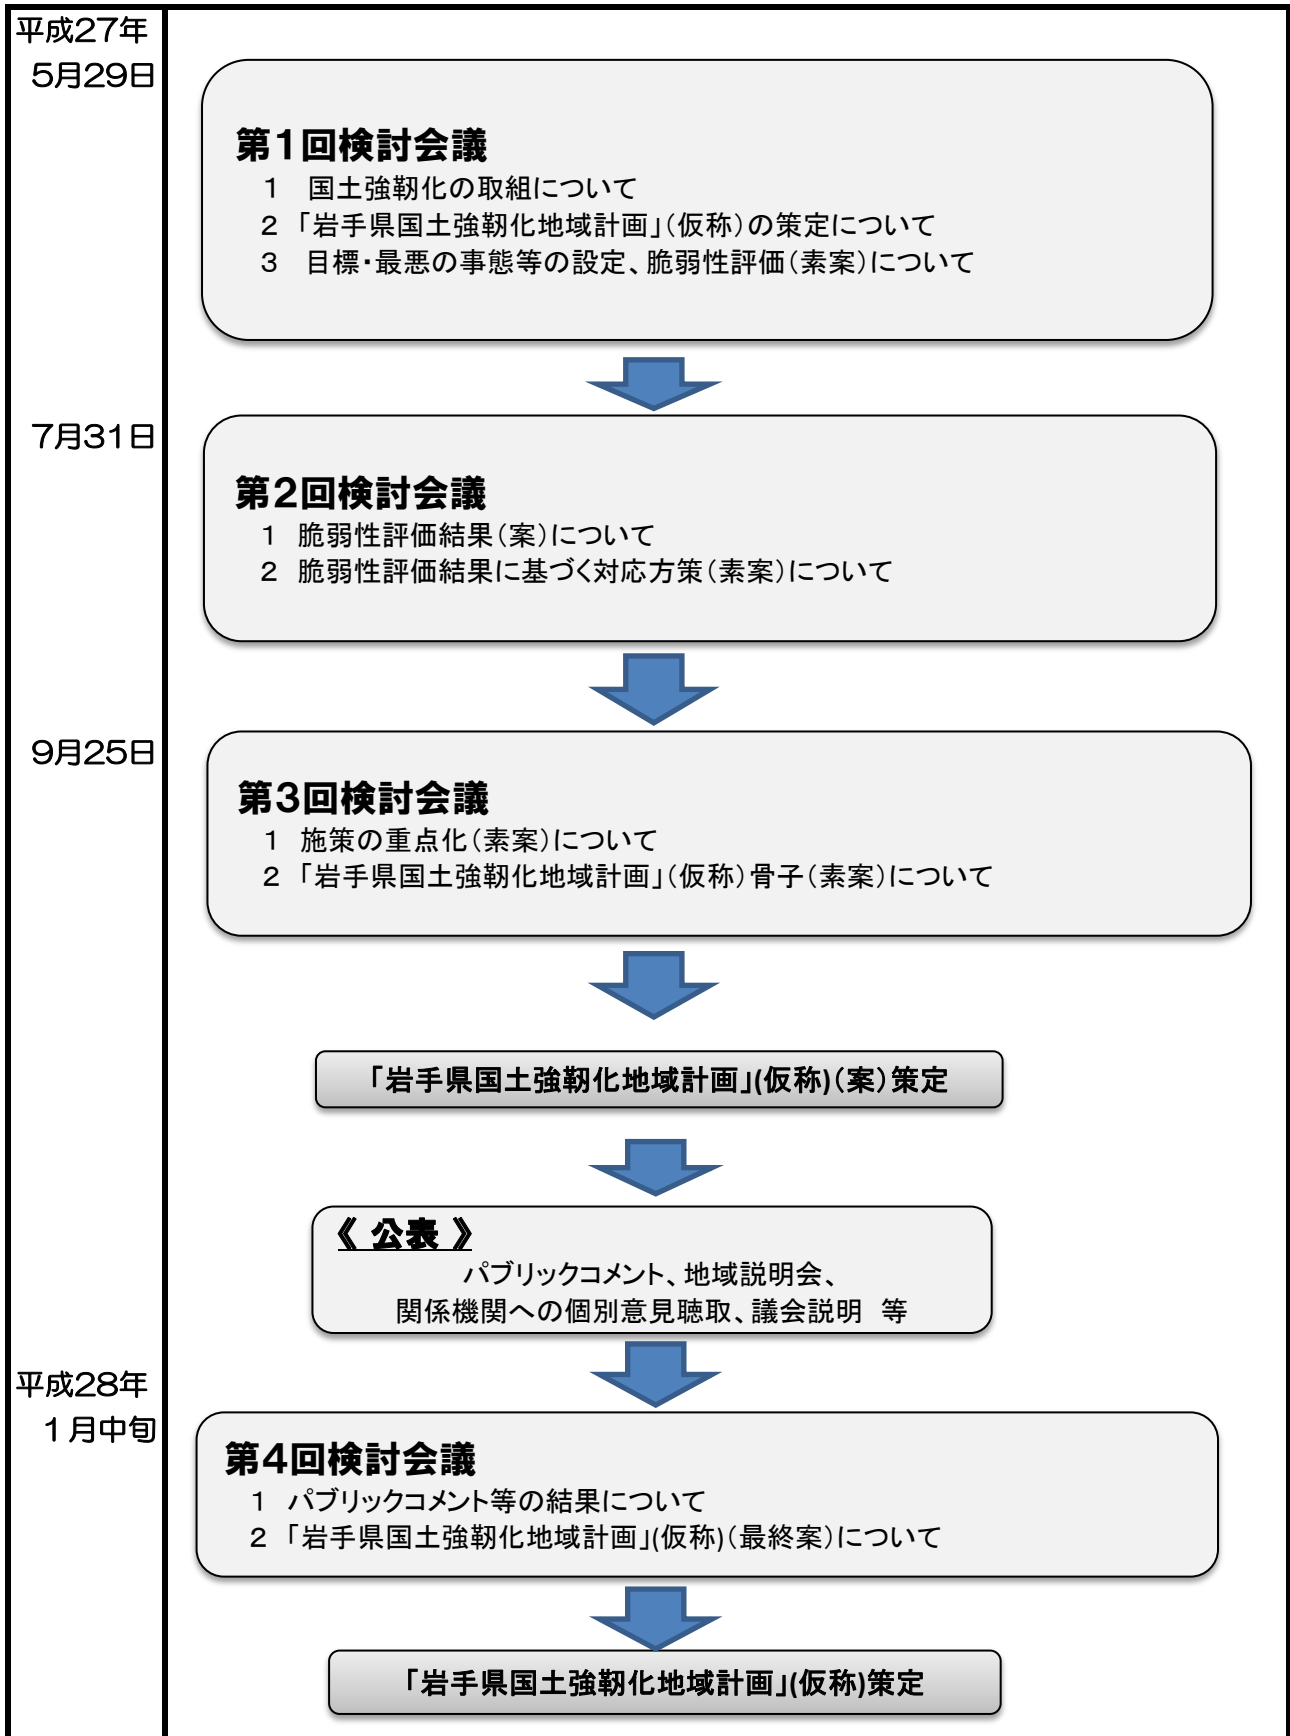 平成27年
5月29日
第1回検討会議
1　国土強靭化の取組について
2 「岩手県国土強靭化地域計画」（仮称）の策定について
3　目標・最悪の事態等の設定、脆弱性評価（素案）について
7月31日
第2回検討会議
1　脆弱性評価結果（案）について
2　脆弱性評価結果に基づく対応方策（素案）について
9月25日
第3回検討会議
1　施策の重点化（素案）について
2 「岩手県国土強靭化地域計画」（仮称）骨子（素案）について
「岩手県国土強靭化地域計画」(仮称)（案）策定
《 公表 》
パブリックコメント、地域説明会、
関係機関への個別意見聴取、議会説明　等
平成28年
1月中旬
第4回検討会議
1　パブリックコメント等の結果について
2 「岩手県国土強靭化地域計画」(仮称)（最終案）について
「岩手県国土強靭化地域計画」(仮称)策定